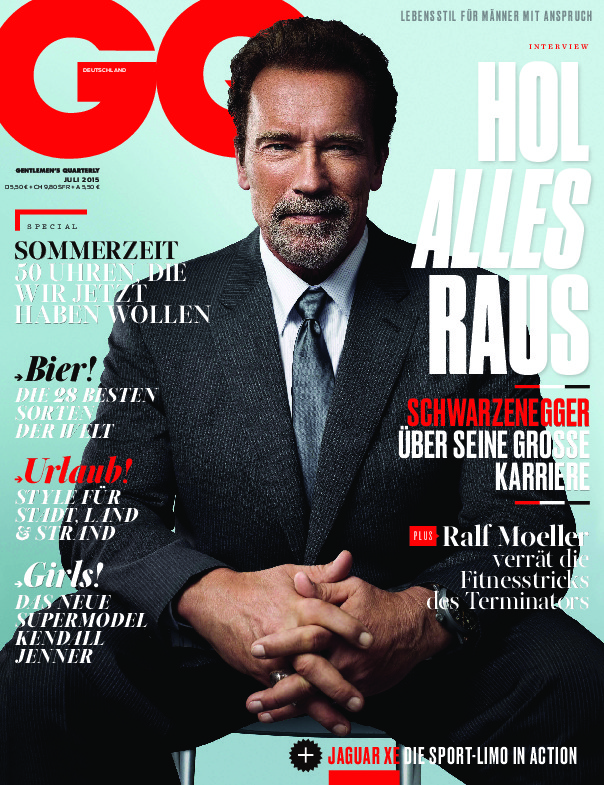 GQ
DEUTSCHLAND
LEBENSSTIL FÜR MÄNNER MIT ANSPRUCH
GENTLEMEN'S QUARTERLY
JULI 2015
D 5,50 € + CH 9,80 SFR + A 5,50 €
INTERVIEW
HOL
ALLES
RAUS
SCHWARZENEGGER
ÜBER SEINE GROSSE
KARRIERE
PLUS Ralf Moeller
verrät die
Fitnesstricks
des Terminators
SPECIAL
SOMMERZEIT
50 UHREN, DIE
WIR JETZT
HABEN WOLLEN
Bier!
DIE 28 BESTEN
SORTEN
DER WELT
Urlaub!
STYLE FÜR
STADT, LAND
& STRAND
Girls!
DAS NEUE
SUPERMODEL
KENDALL
JENNER
+ JAGUAR XE DIE SPORT-LIMO IN ACTION